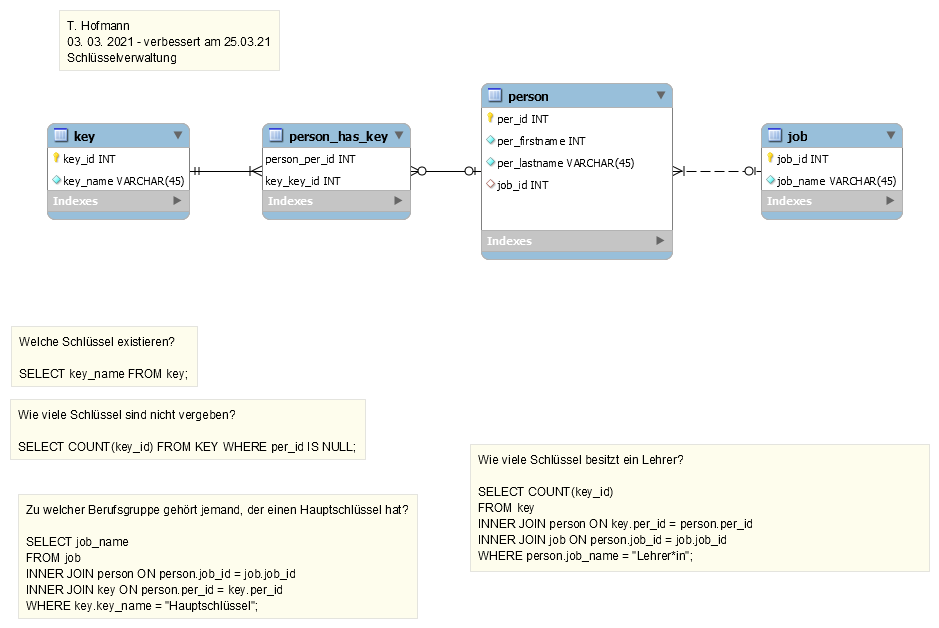 T. Hofmann
03. 03. 2021 - verbessert am 25.03.21
Schlüsselverwaltung
key
key_id INT
key_name VARCHAR(45)
Indexes
person_has_key
person_per_id INT
key_key_id INT
Indexes
person
per_id INT
per_firstname INT
per_lastname VARCHAR(45)
job_id INT
Indexes
job
job_id INT
job_name VARCHAR(45)
Indexes
Welche Schlüssel existieren?
SELECT key_name FROM key;
Wie viele Schlüssel sind nicht vergeben?
SELECT COUNT(key_id) FROM KEY WHERE per_id IS NULL;
Zu welcher Berufsgruppe gehört jemand, der einen Hauptschlüssel hat?
SELECT job_name
FROM job
INNER JOIN person ON person.job_id = job.job_id
INNER JOIN key ON person.per_id = key.per_id
WHERE key.key_name = "Hauptschlüssel";
Wie viele Schlüssel besitzt ein Lehrer?
SELECT COUNT(key_id)
FROM key
INNER JOIN person ON key.per_id = person.per_id
INNER JOIN job ON person.job_id = job.job_id
WHERE person.job_name = "Lehrer*in";